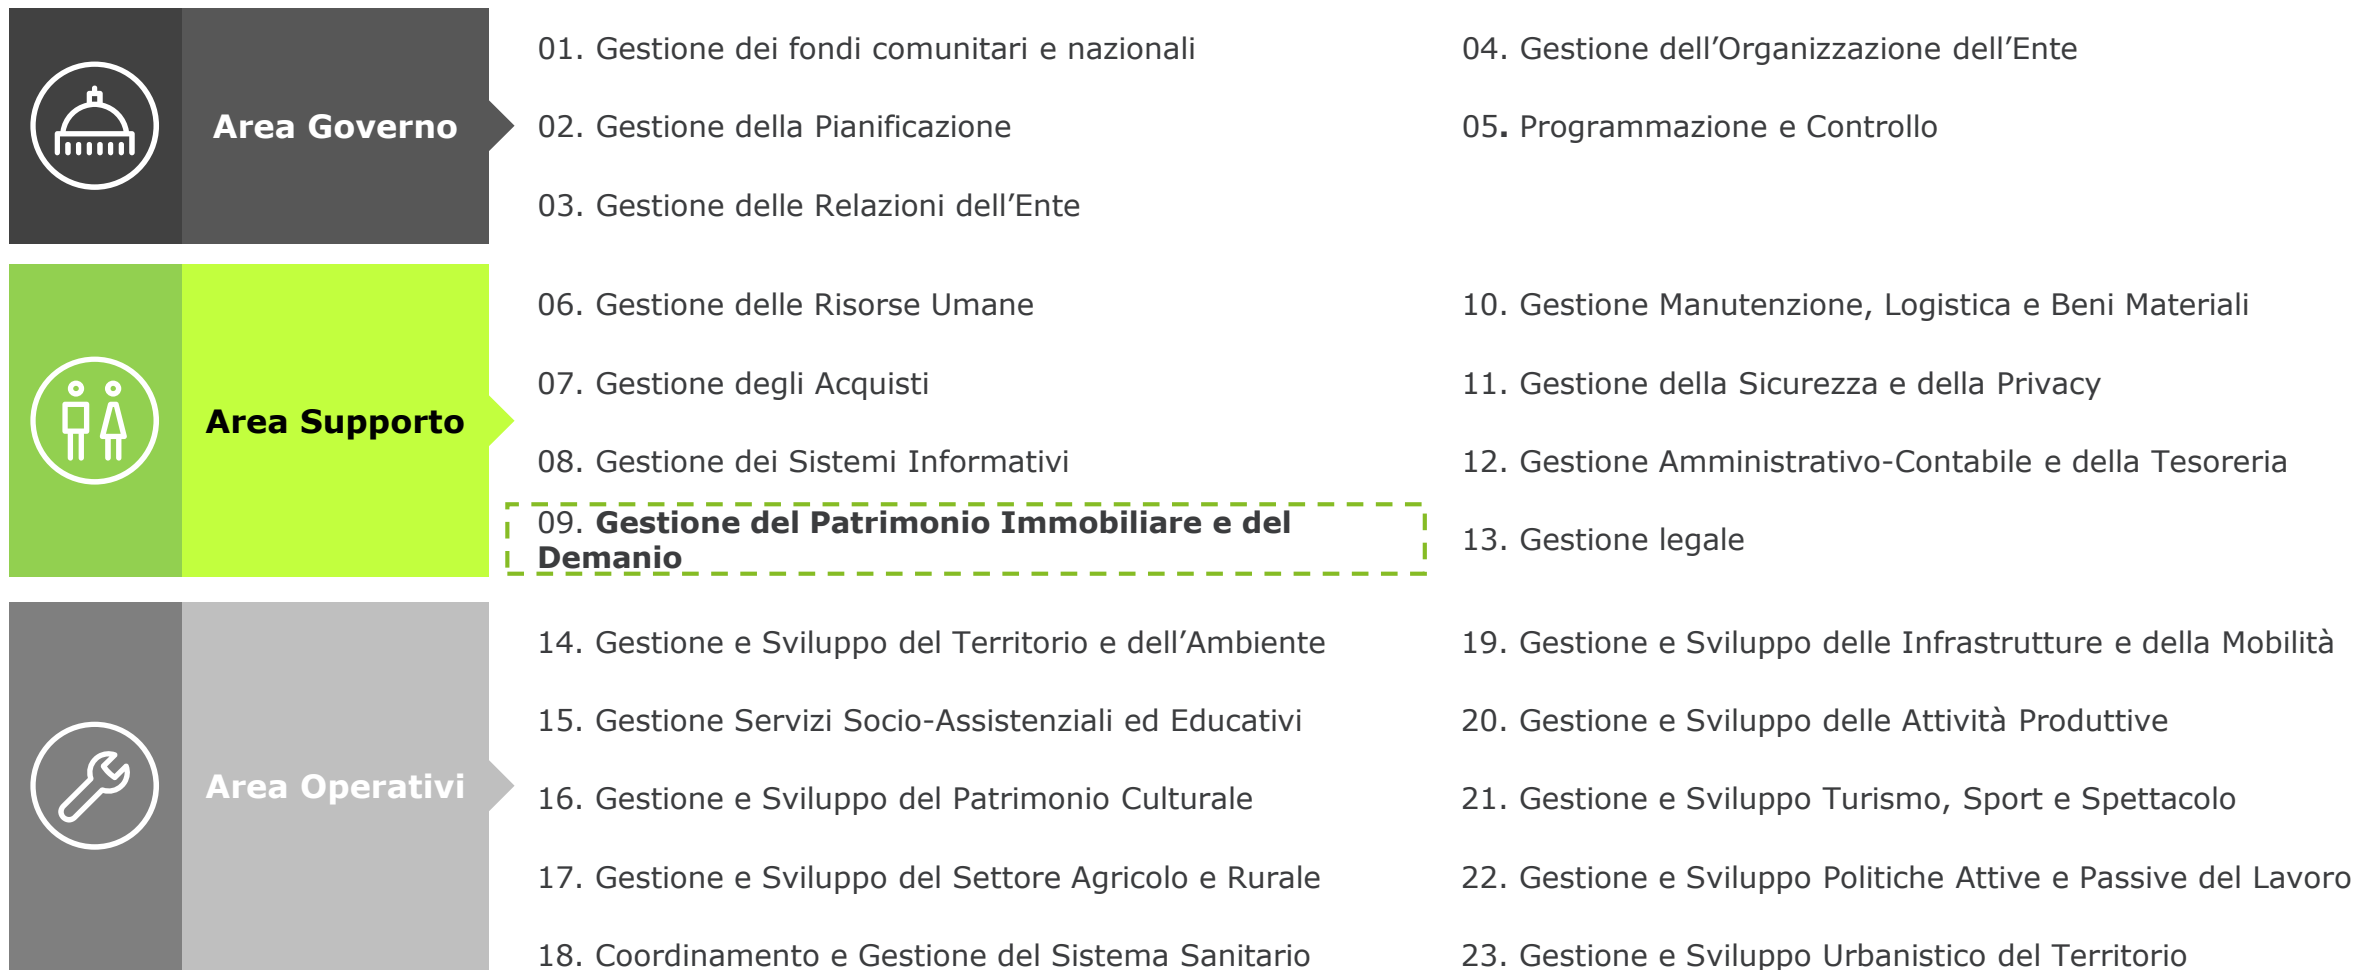 Area Governo
01. Gestione dei fondi comunitari e nazionali
02. Gestione della Pianificazione
03. Gestione delle Relazioni dell’Ente
04. Gestione dell’Organizzazione dell’Ente
05. Programmazione e Controllo
Area Supporto
06. Gestione delle Risorse Umane
07. Gestione degli Acquisti
08. Gestione dei Sistemi Informativi
09. Gestione del Patrimonio Immobiliare e del
Demanio
10. Gestione Manutenzione, Logistica e Beni Materiali
11. Gestione della Sicurezza e della Privacy
12. Gestione Amministrativo-Contabile e della Tesoreria
13. Gestione legale
Area Operativi
14. Gestione e Sviluppo del Territorio e dell’Ambiente
15. Gestione Servizi Socio-Assistenziali ed Educativi
16. Gestione e Sviluppo del Patrimonio Culturale
17. Gestione e Sviluppo del Settore Agricolo e Rurale
18. Coordinamento e Gestione del Sistema Sanitario
19. Gestione e Sviluppo delle Infrastrutture e della Mobilità
20. Gestione e Sviluppo delle Attività Produttive
21. Gestione e Sviluppo Turismo, Sport e Spettacolo
22. Gestione e Sviluppo Politiche Attive e Passive del Lavoro
23. Gestione e Sviluppo Urbanistico del Territorio